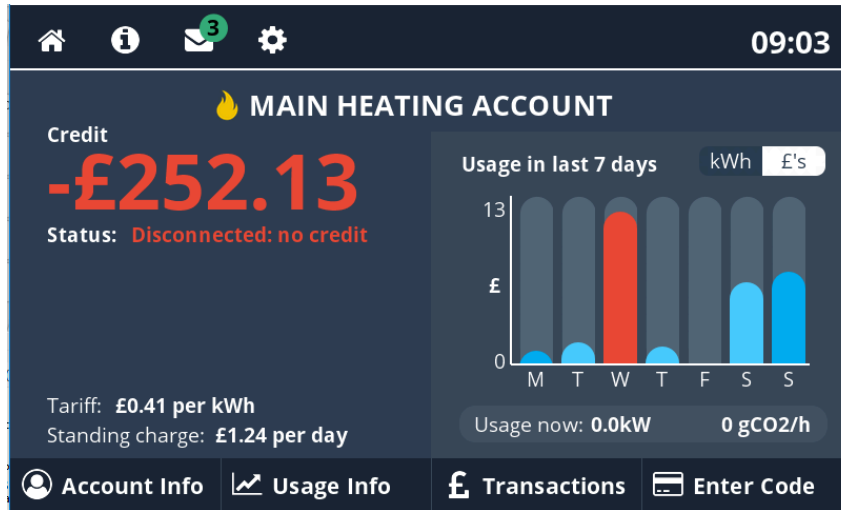 3
09:03
MAIN HEATING ACCOUNT
Credit
-£252.13
Status: Disconnected: no credit
Tariff: £0.41 per kWh
Standing charge: £1.24 per day
Usage in last 7 days
kWh £'s
13
£
0
M T W T F S S
Usage now: 0.0kW 0 gCO2/h
Account Info Usage Info £ Transactions Enter Code